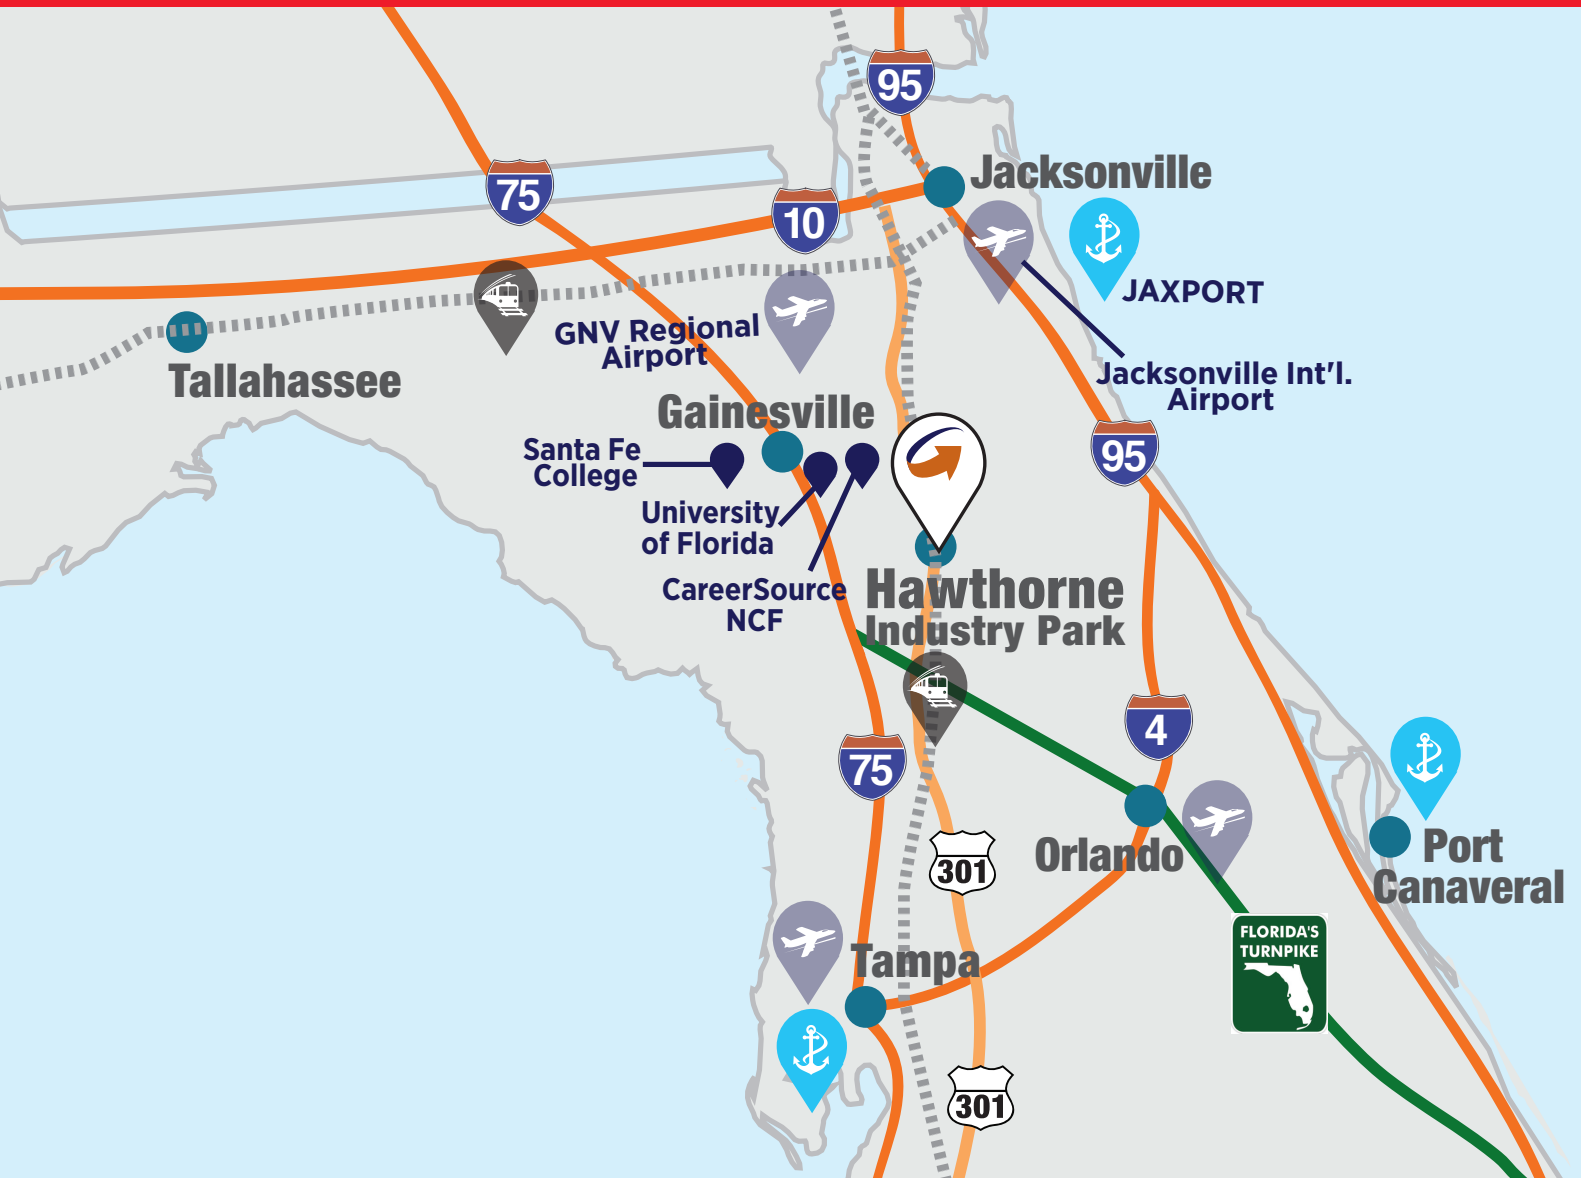 95
Jacksonville
75
10
JAXPORT
GNV Regional
Airport
Tallahassee
Jacksonville Int'l.
Airport
Gainesville
Santa Fe
College
95
University
of Florida
CareerSource
NCF
Hawthorne
Industry Park
4
75
Orlando
Port
Canaveral
301
FLORIDA'S
TURNPIKE
Tampa
301